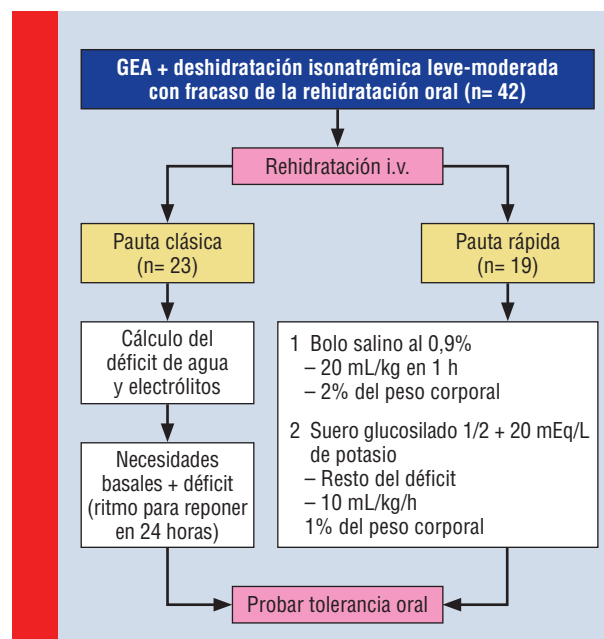 GEA + deshidratación isonatrémica leve-moderada
con fracaso de la rehidratación oral (n= 42)
Rehidratación i.v.
Pauta clásica
(n= 23)
Pauta rápida
(n= 19)
Cálculo del
déficit de agua
y electrólitos
Necesidades
basales + déficit
(ritmo para reponer
en 24 horas)
1 Bolo salino al 0,9%
– 20 mL/kg en 1 h
– 2% del peso corporal
2 Suero glucosilado 1/2 + 20 mEq/L
de potasio
– Resto del déficit
– 10 mL/kg/h
1% del peso corporal
Probar tolerancia oral